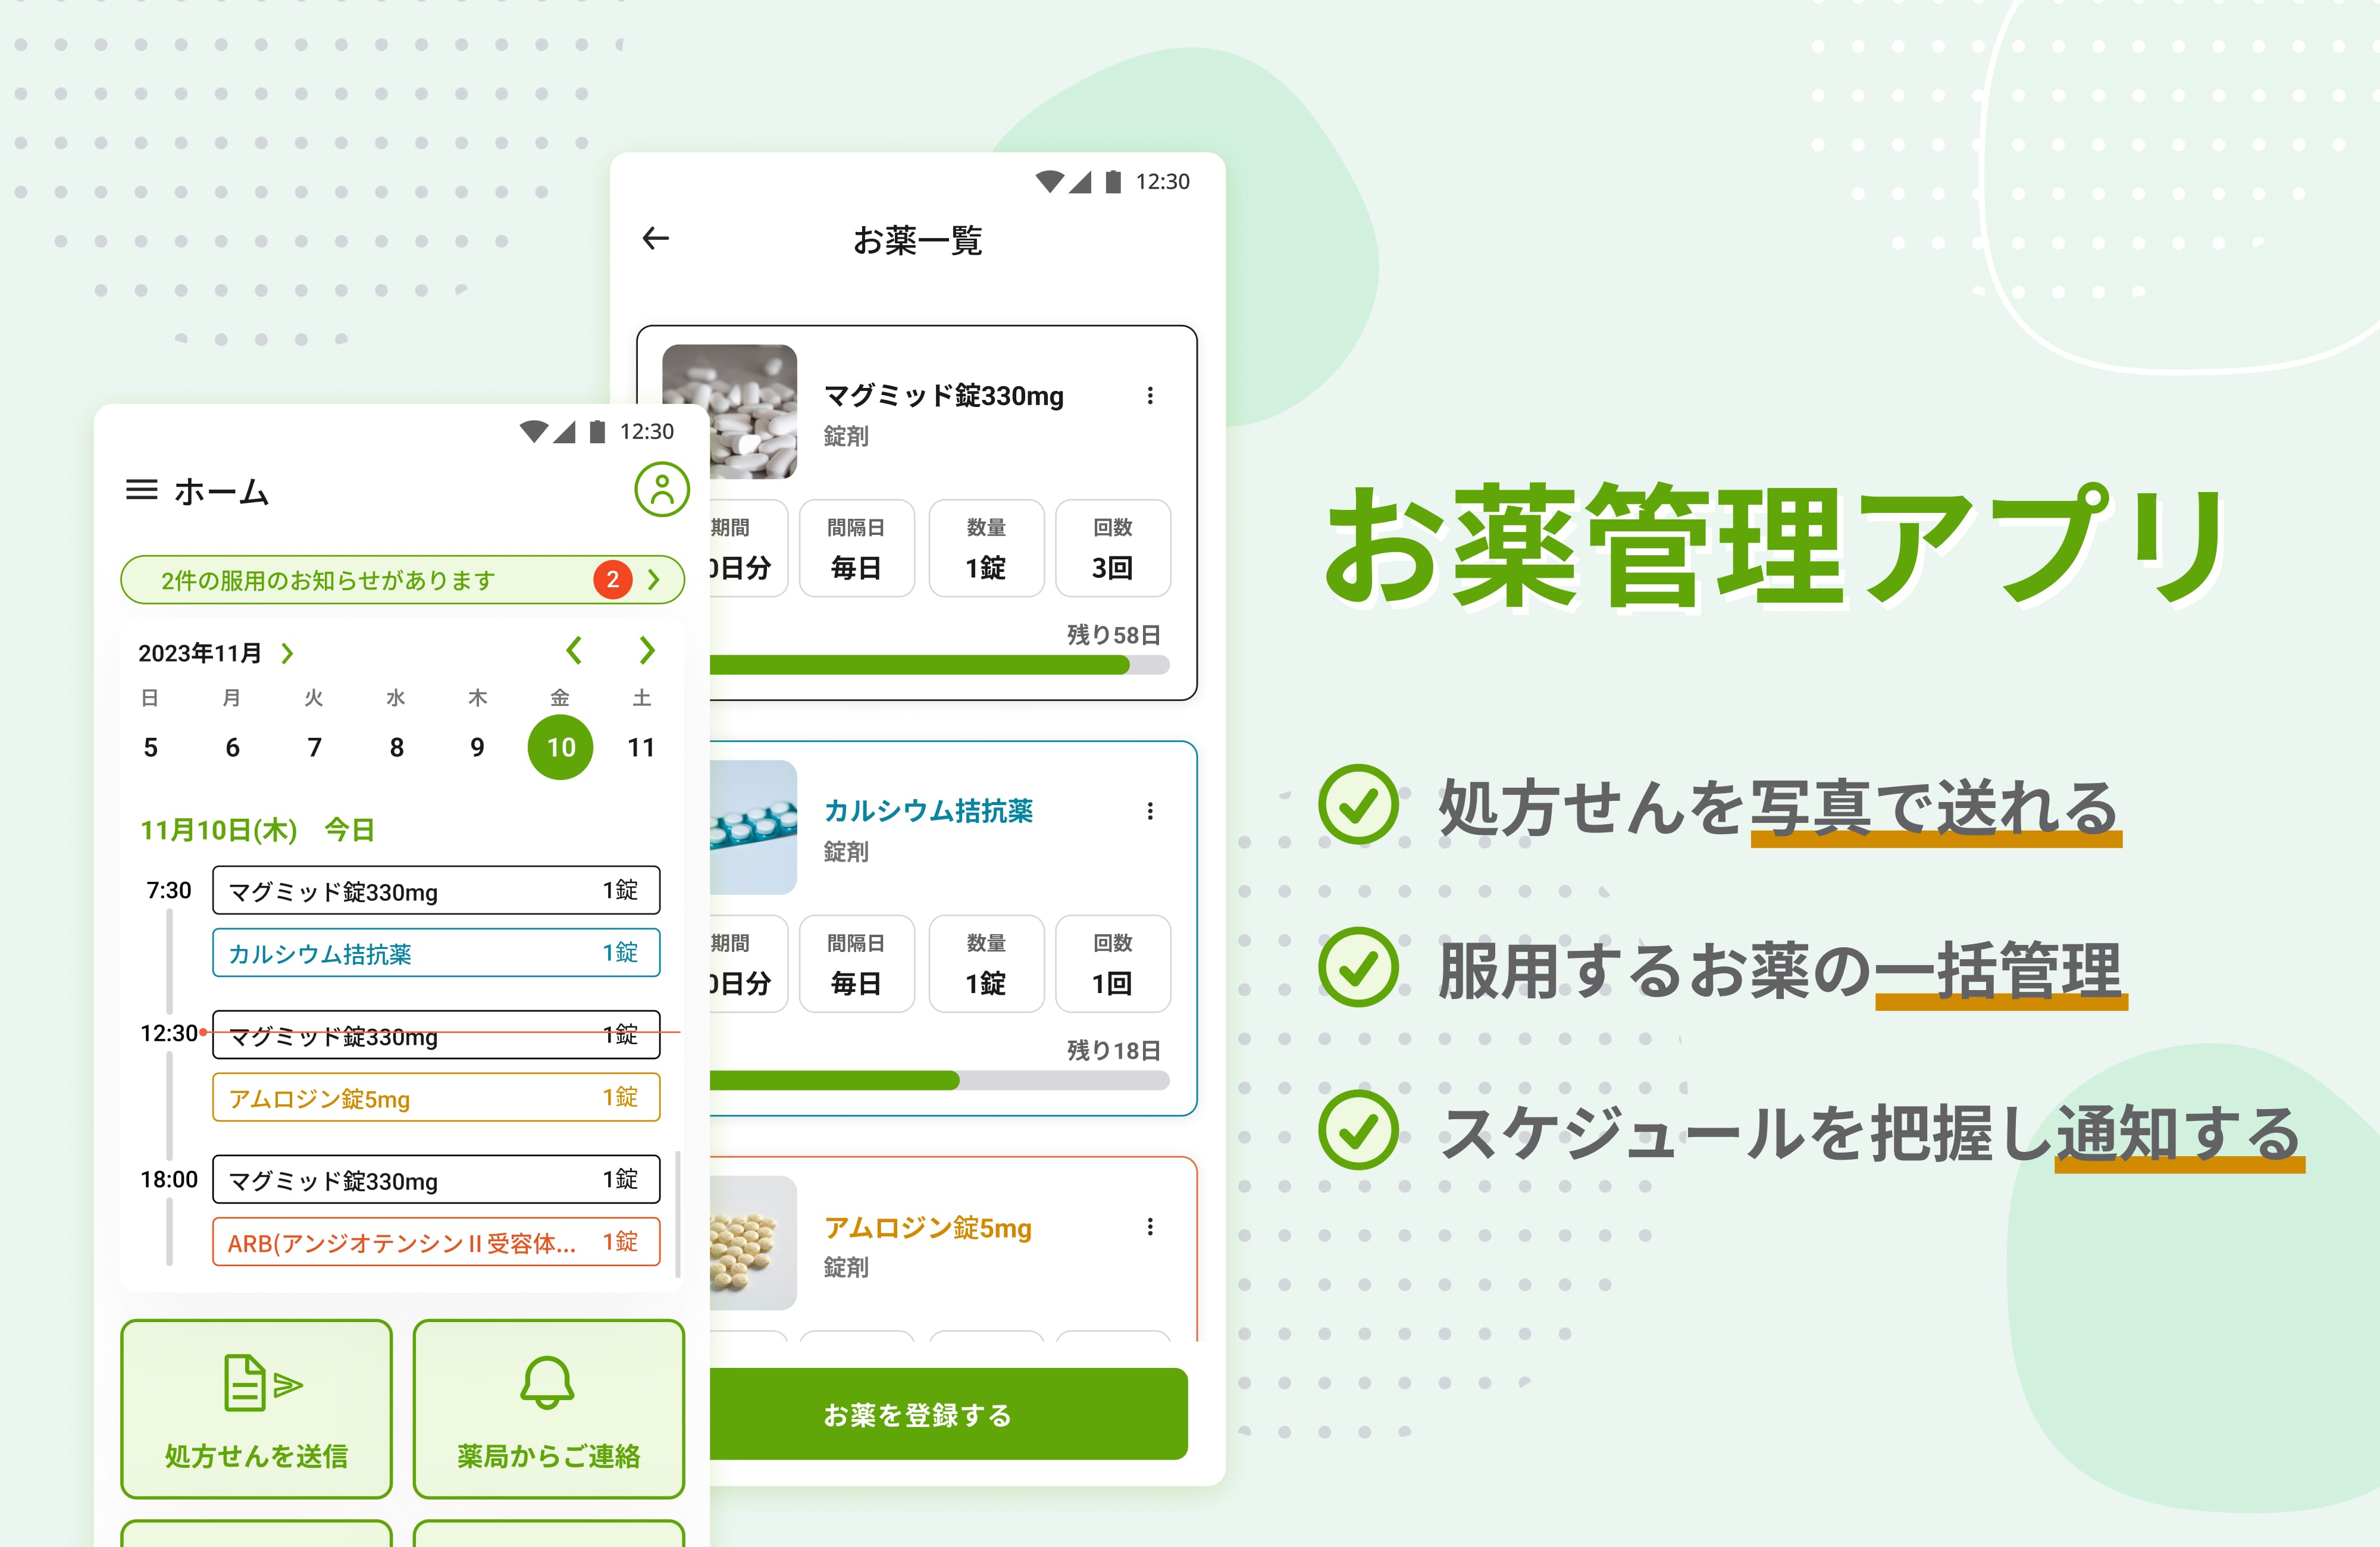 12:30
お薬一覧
マグミッド錠330mg
錠剤
期間 間隔日 数量 回数
日分 毎日 1錠 3回
残り58日
カルシウム拮抗薬
錠剤
期間 間隔日 数量 回数
日分 毎日 1錠 1回
残り18日
アムロジン錠5mg
錠剤
お薬を登録する
12:30
ホーム
2件の服用のお知らせがあります 2
2023年11月
日 月 火 水 木 金 土
5 6 7 8 9 10 11
11月10日(木) 今日
7:30 マグミッド錠330mg 1錠
カルシウム拮抗薬 1錠
12:30 マグミッド錠330mg 1錠
アムロジン錠5mg 1錠
18:00 マグミッド錠330mg 1錠
ARB(アンジオテンシンⅡ受容体... 1錠
処方せんを送信 薬局からご連絡
お薬管理アプリ
処方せんを写真で送れる
服用するお薬の一括管理
スケジュールを把握し通知する